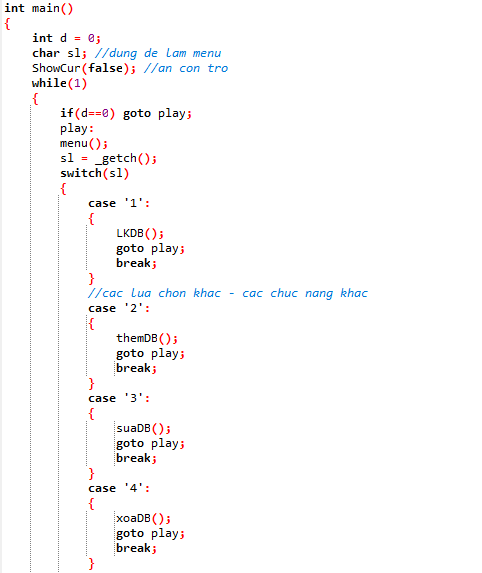 int main()
{
int d = 0;
char sl; //dung de lam menu
ShowCur(false); //an con tro
while(1)
{
if(d==0) goto play;
play:
menu();
sl = _getch();
switch(sl)
{
case '1':
{
LKDB();
goto play;
break;
}
//cac lua chon khac - cac chuc nang khac
case '2':
{
themDB();
goto play;
break;
}
case '3':
{
suaDB();
goto play;
break;
}
case '4':
{
xoaDB();
goto play;
break;
}